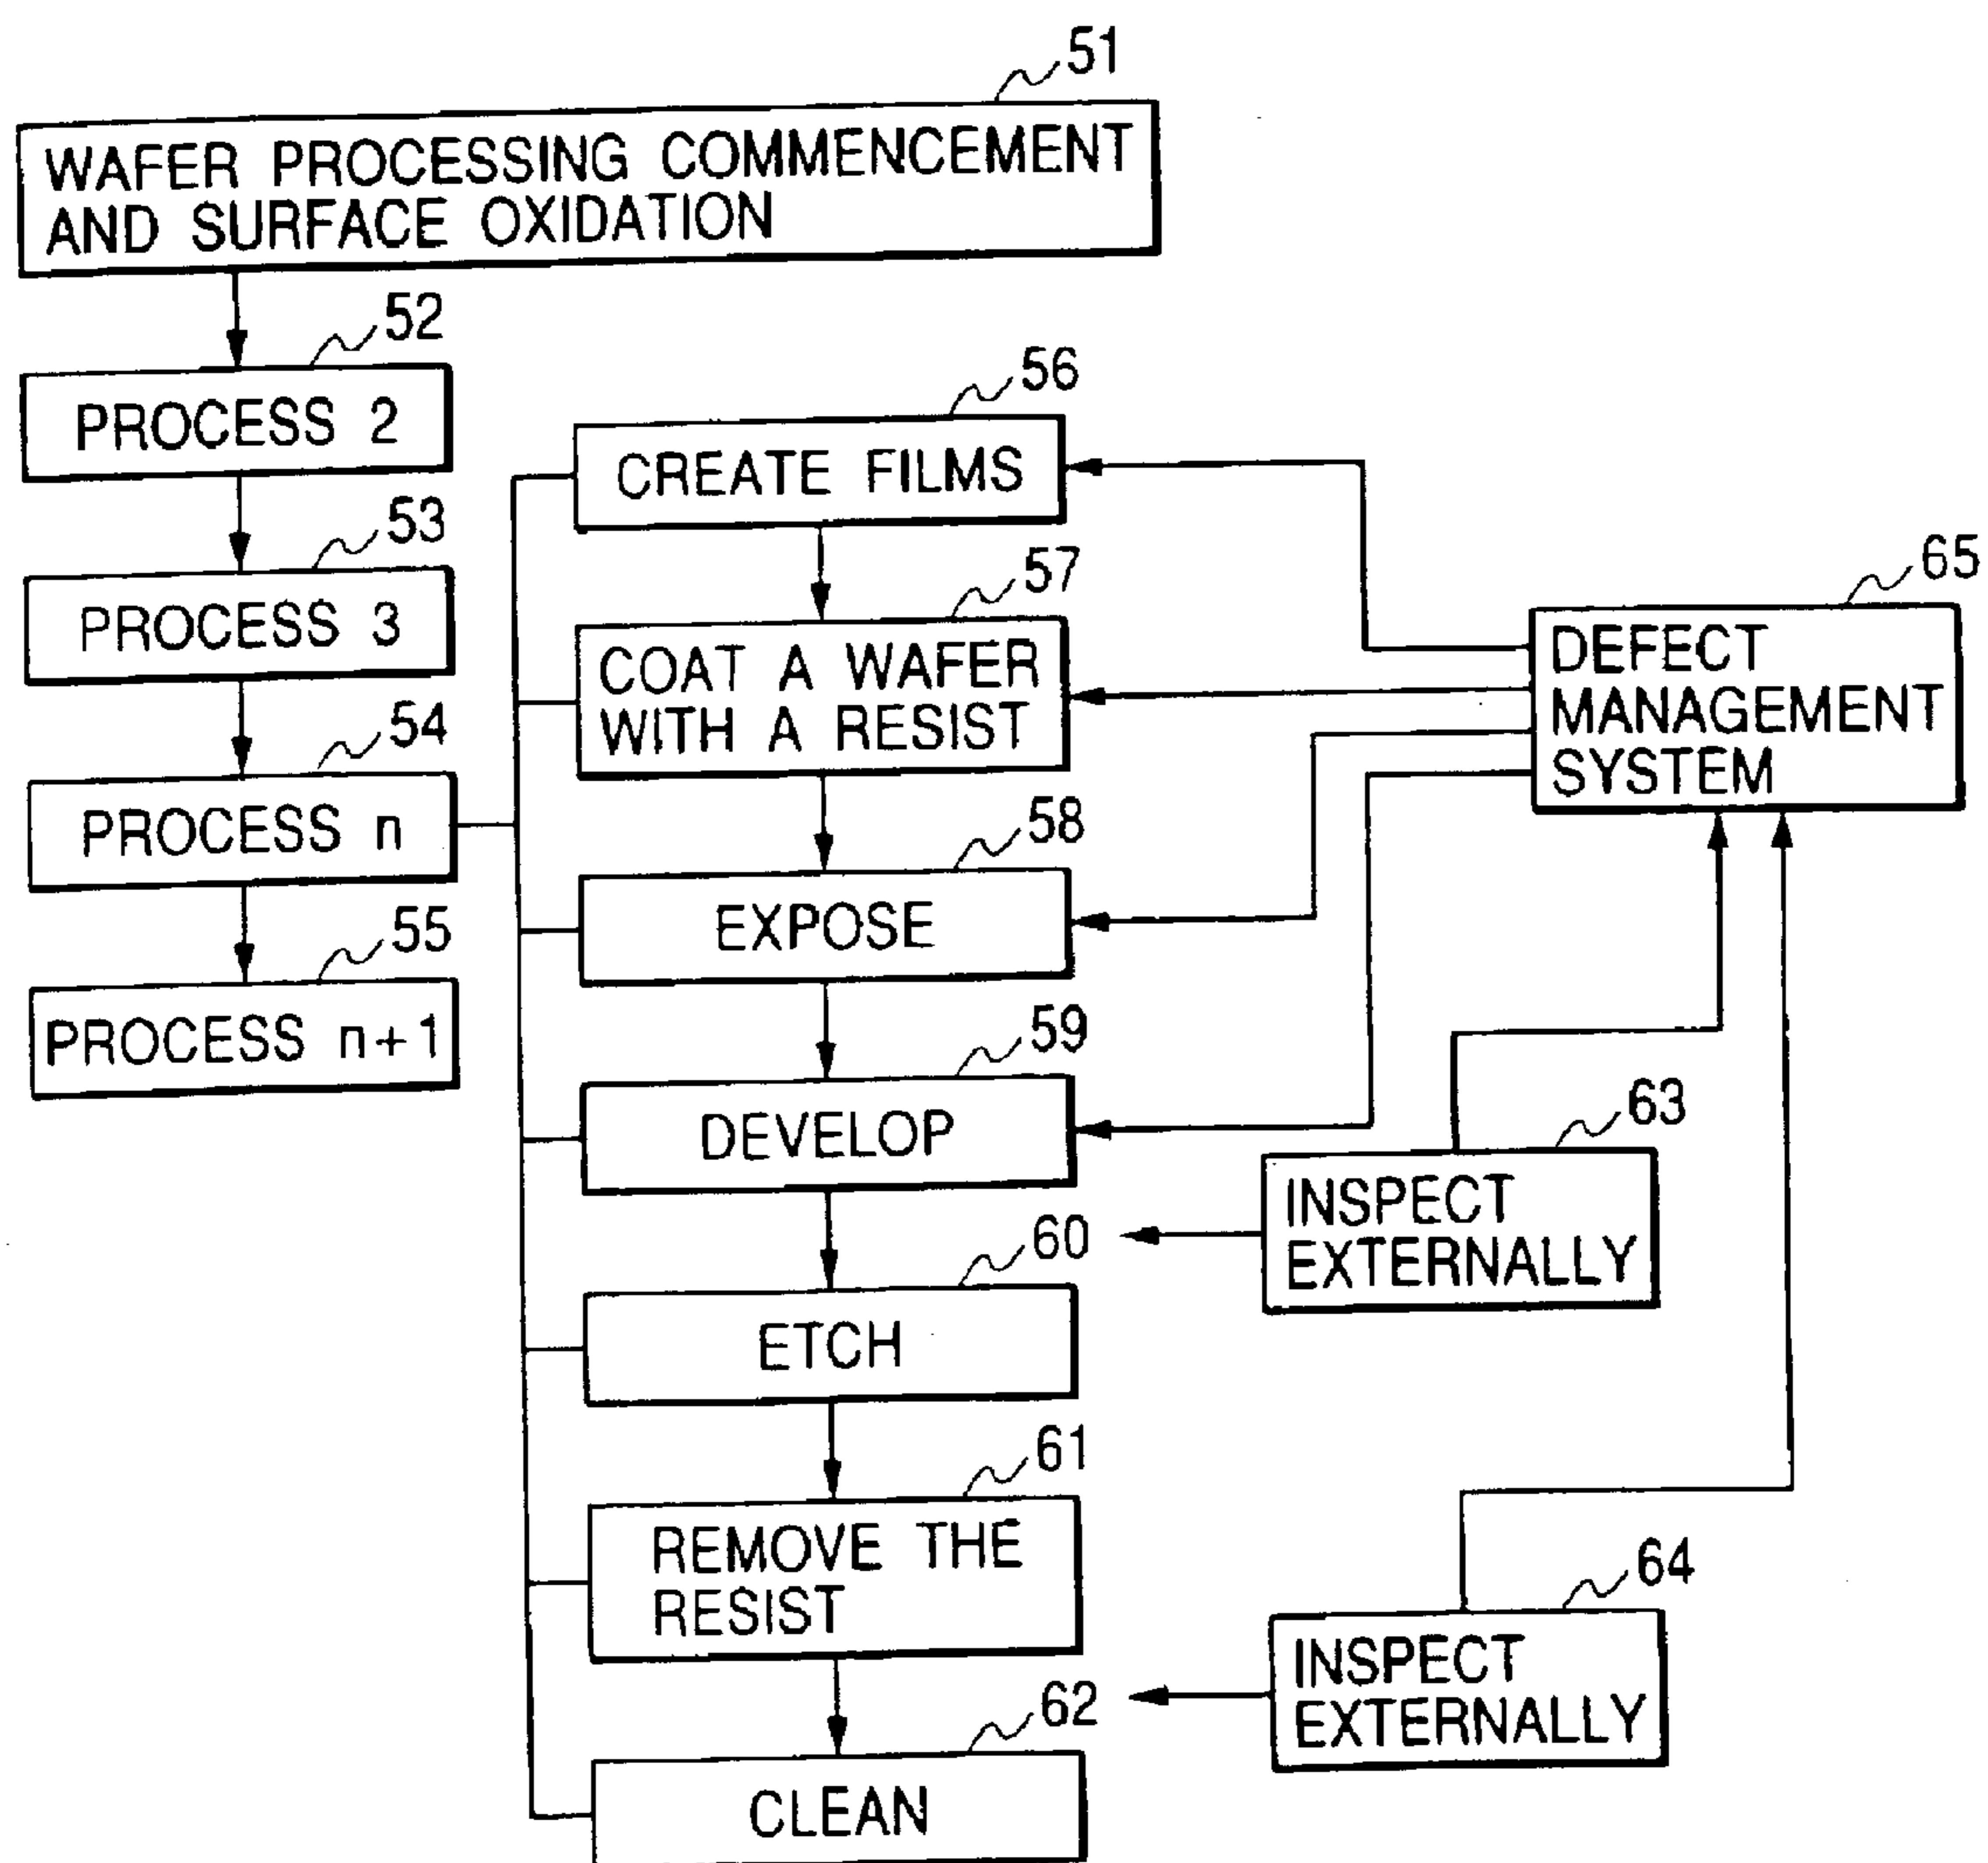 51
WAFER PROCESSING COMMENCEMENT
AND SURFACE OXIDATION
52
PROCESS 2
53
PROCESS 3
54
PROCESS n
55
PROCESS n+1
56
CREATE FILMS
57
COAT A WAFER
WITH A RESIST
58
EXPOSE
59
DEVELOP
60
ETCH
61
REMOVE THE
RESIST
62
CLEAN
65
DEFECT
MANAGEMENT
SYSTEM
63
INSPECT
EXTERNALLY
64
INSPECT
EXTERNALLY